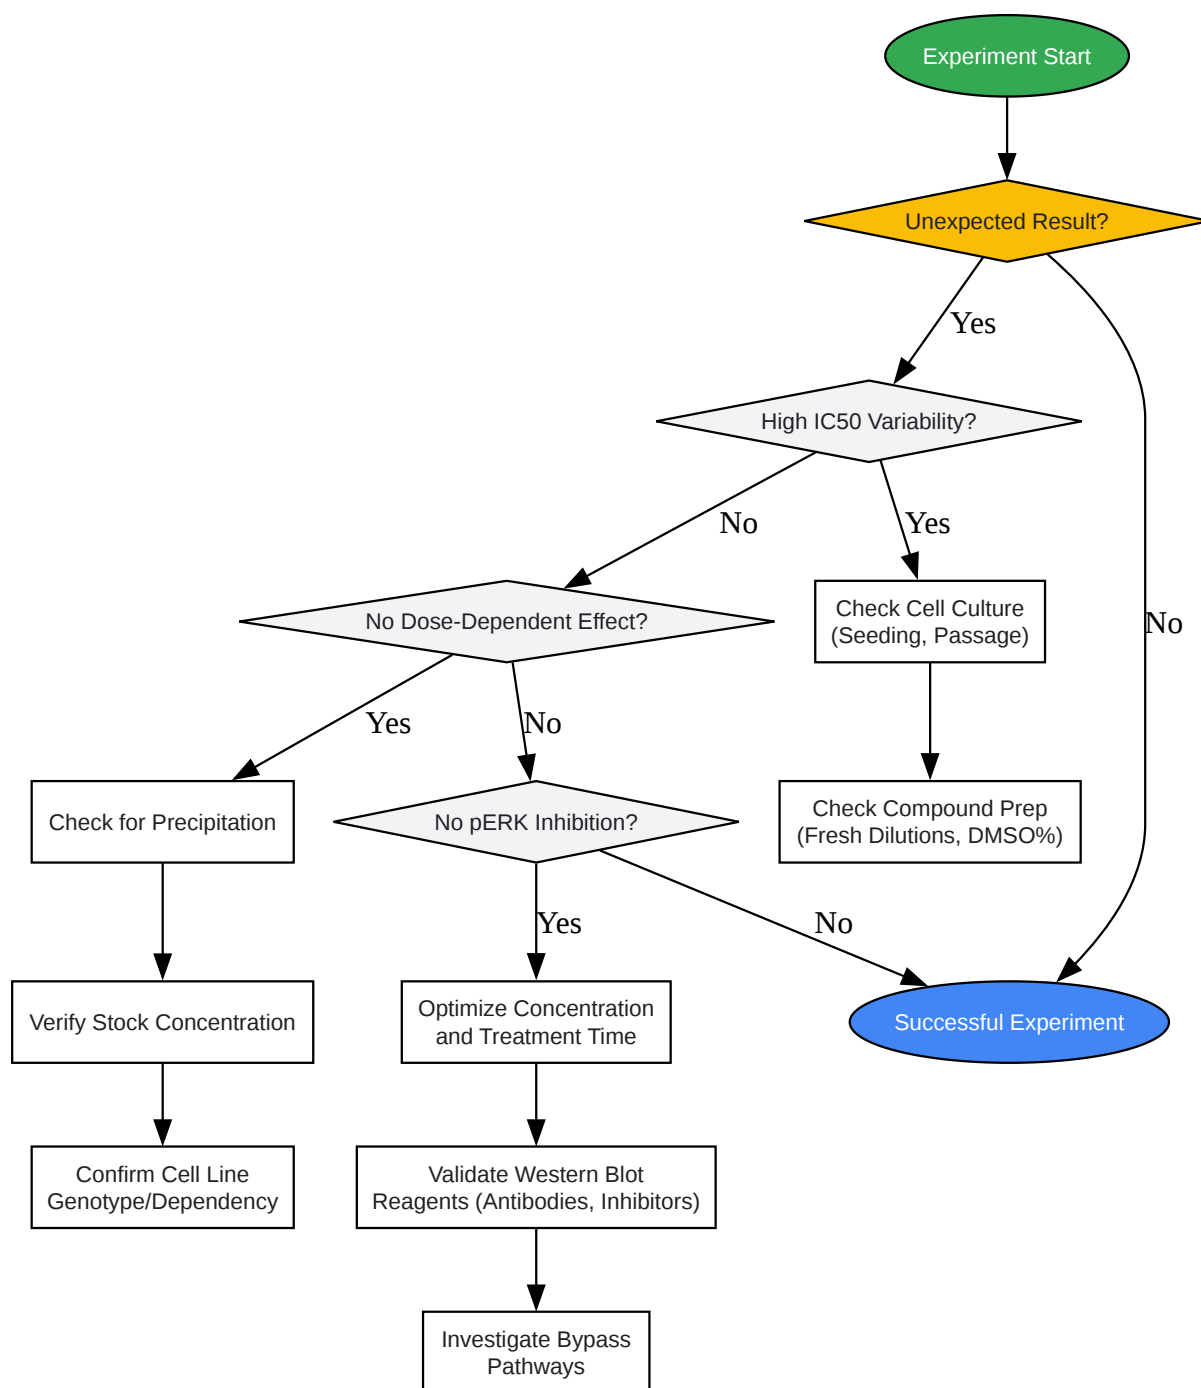 Experiment Start
Unexpected Result?
Yes
High IC50 Variability?
No
Yes
No Dose-Dependent Effect?
Check Cell Culture
(Seeding, Passage)
No
Yes
No
Check for Precipitation
No pERK Inhibition?
Check Compound Prep
(Fresh Dilutions, DMSO%)
Yes
No
Verify Stock Concentration
Optimize Concentration
and Treatment Time
Successful Experiment
Confirm Cell Line
Genotype/Dependency
Validate Western Blot
Reagents (Antibodies, Inhibitors)
Investigate Bypass
Pathways